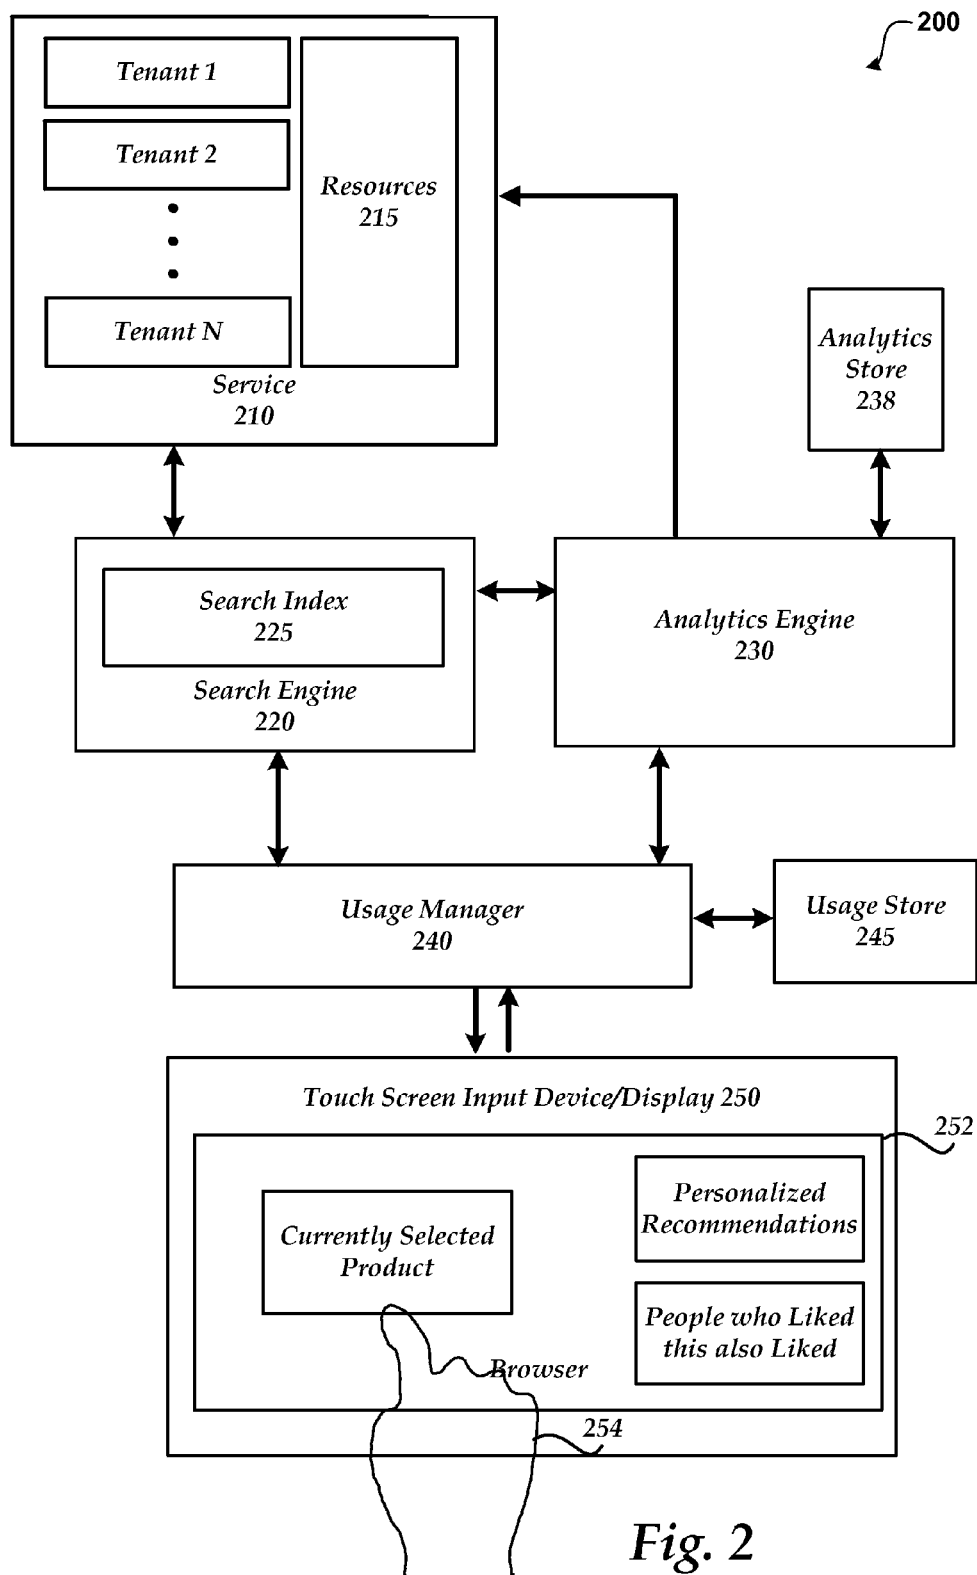 200
Tenant 1
Tenant 2
Tenant N
Resources
215
Service
210
Analytics
Store
238
Search Index
225
Search Engine
220
Analytics Engine
230
Usage Manager
240
Usage Store
245
Touch Screen Input Device/Display 250
252
Currently Selected
Product
Personalized
Recommendations
People who Liked
this also Liked
Browser
254
Fig. 2